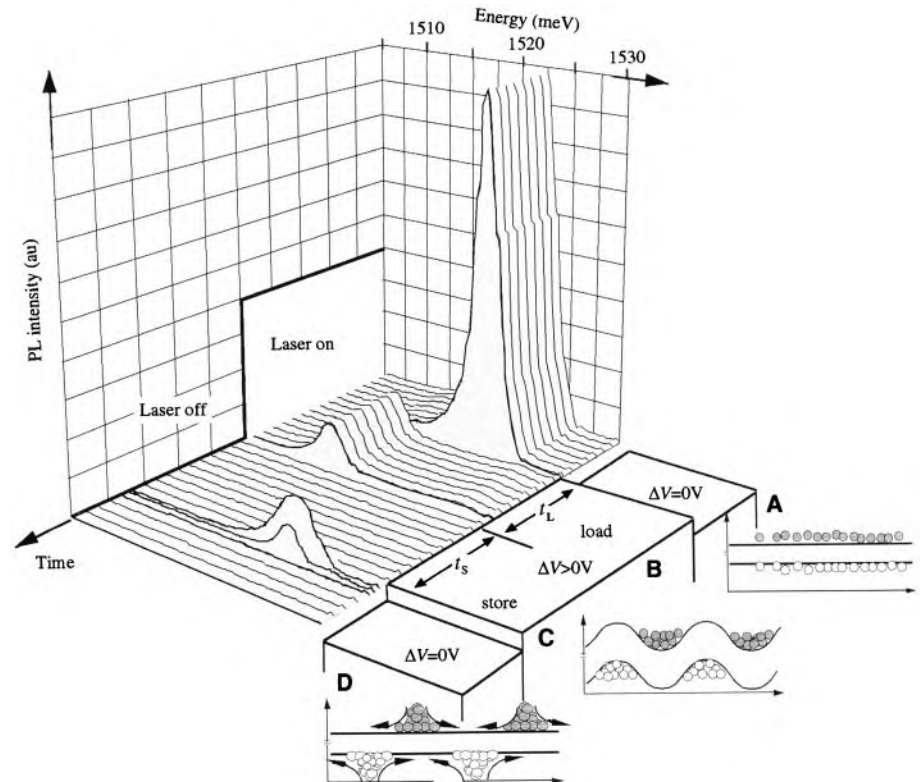 Energy (meV)
1510
1520
1530
PL intensity (au)
Laser on
Laser off
Time
ΔV=0V
A
t_L
load
B
ΔV>0V
t_S
store
C
ΔV=0V
D